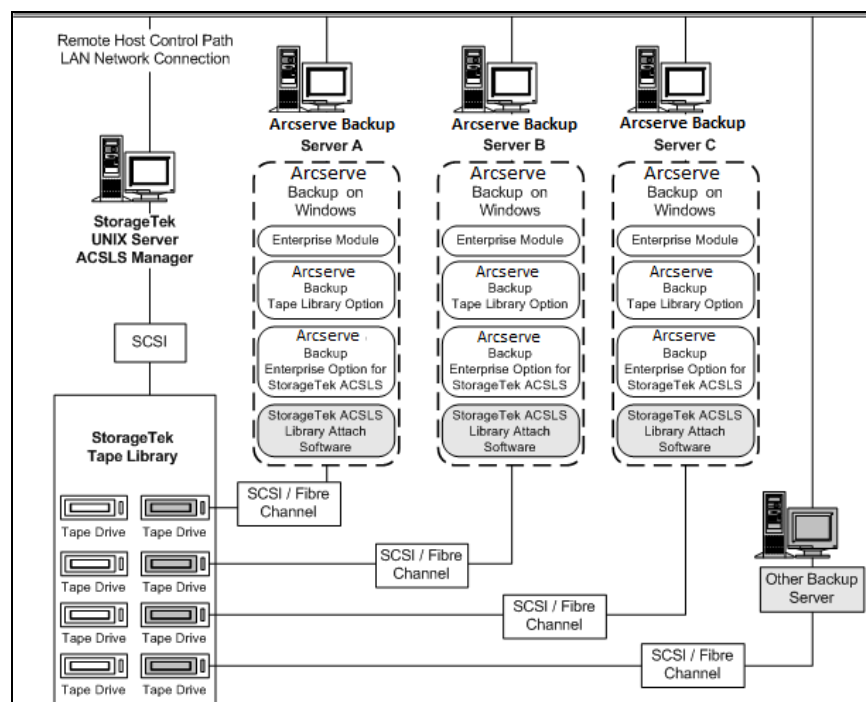 Remote Host Control Path
LAN Network Connection
StorageTek
UNIX Server
ACSLS Manager
SCSI
StorageTek
Tape Library
Tape Drive
Tape Drive
Tape Drive
Tape Drive
Tape Drive
Tape Drive
Tape Drive
Tape Drive
Arcserve Backup
Server A
Arcserve
Backup on
Windows
Enterprise Module
Arcserve
Backup
Tape Library Option
Arcserve
Backup
Enterprise Option for
StorageTek ACSLS
StorageTek ACSLS
Library Attach
Software
SCSI / Fibre
Channel
Arcserve Backup
Server B
Arcserve
Backup on
Windows
Enterprise Module
Arcserve
Backup
Tape Library Option
Arcserve
Backup
Enterprise Option for
StorageTek ACSLS
StorageTek ACSLS
Library Attach
Software
SCSI / Fibre
Channel
Arcserve Backup
Server C
Arcserve
Backup on
Windows
Enterprise Module
Arcserve
Backup
Tape Library Option
Arcserve
Backup
Enterprise Option for
StorageTek ACSLS
StorageTek ACSLS
Library Attach
Software
SCSI / Fibre
Channel
Other Backup
Server
SCSI / Fibre
Channel